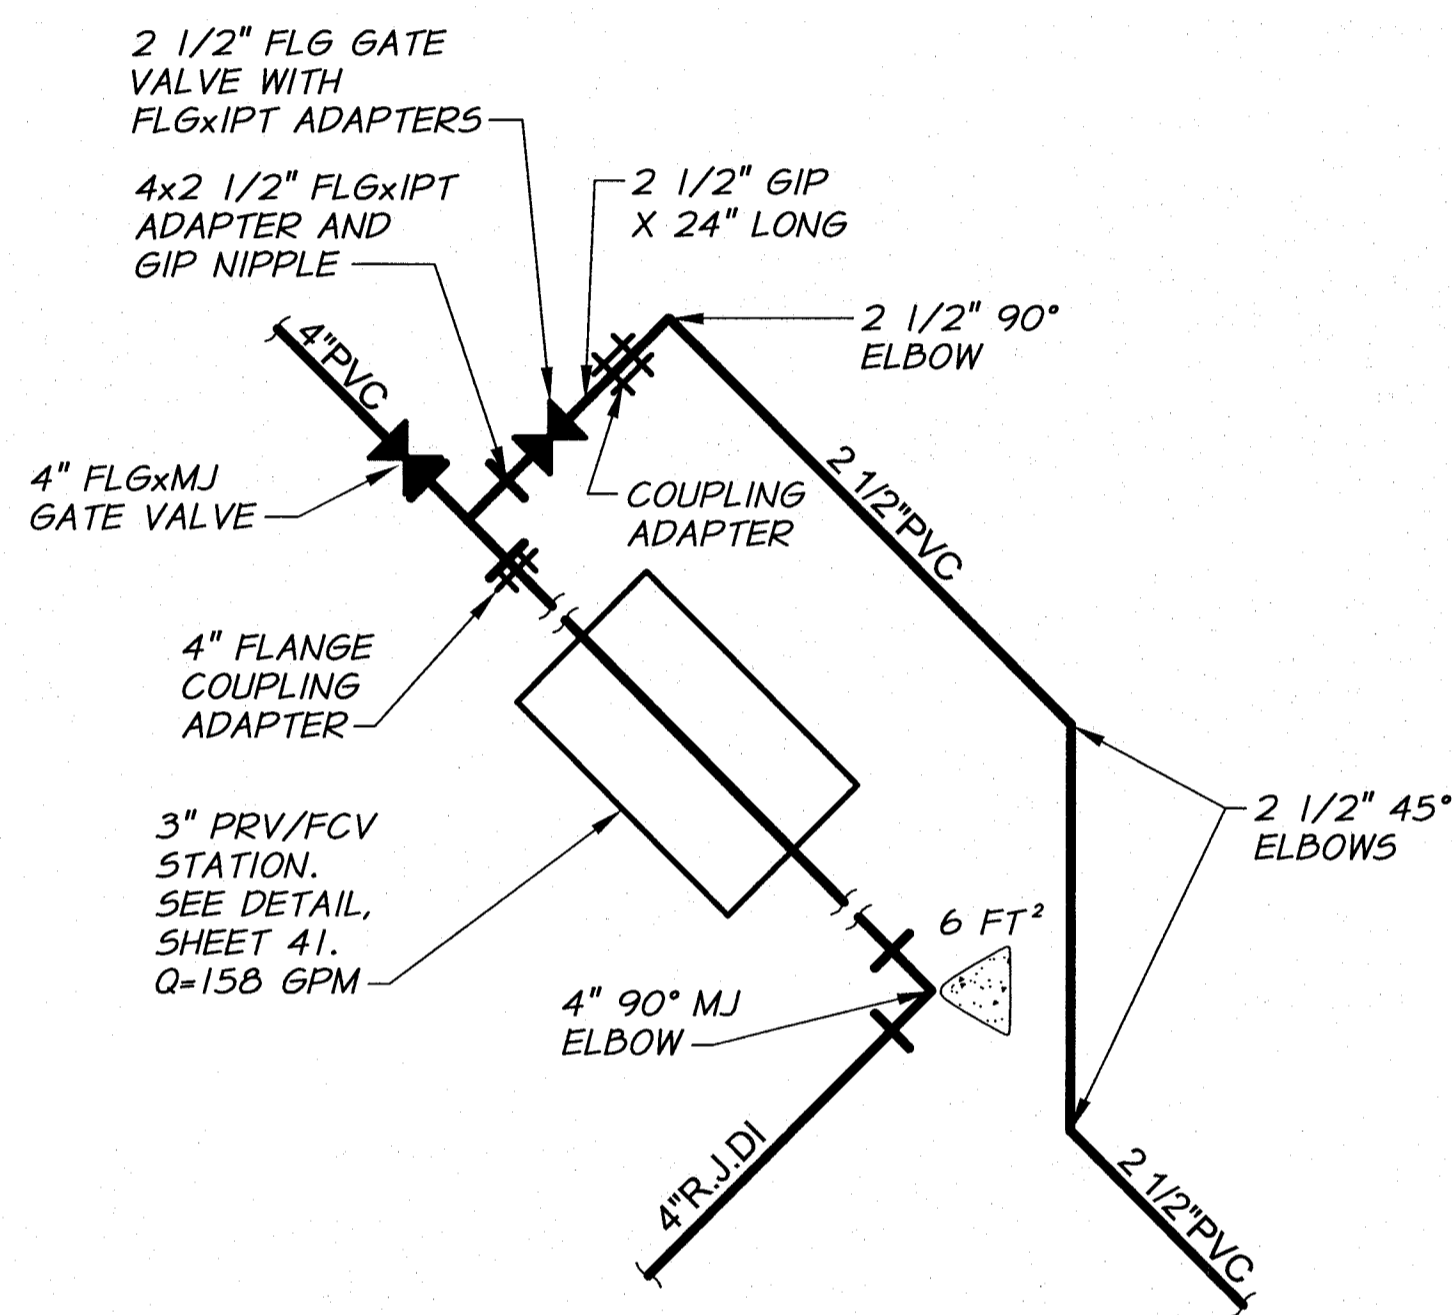 2 1/2" FLG GATE
VALVE WITH
FLGxIPT ADAPTERS
4x2 1/2" FLGxIPT
ADAPTER AND
GIP NIPPLE
2 1/2" GIP
X 24" LONG
2 1/2" 90°
ELBOW
4"PVC
4" FLGxMJ
GATE VALVE
COUPLING
ADAPTER
2 1/2"PVC
4" FLANGE
COUPLING
ADAPTER
3" PRV/FCV
STATION.
SEE DETAIL,
SHEET 41.
Q=158 GPM
2 1/2" 45°
ELBOWS
6 FT²
4" 90° MJ
ELBOW
4"R.J.DI
2 1/2"PVC